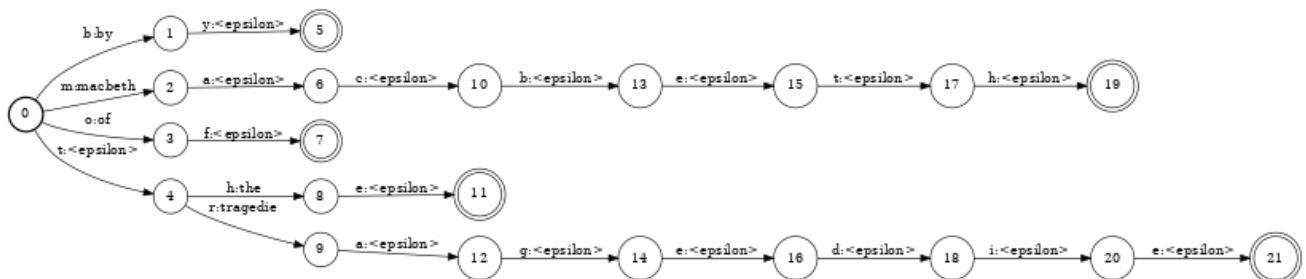 b:by
1
y:<epsilon>
5
m:macbeth
2
a:<epsilon>
6
c:<epsilon>
10
b:<epsilon>
13
e:<epsilon>
15
t:<epsilon>
17
h:<epsilon>
19
0
o:of
3
f:<epsilon>
7
t:<epsilon>
4
h:the
8
e:<epsilon>
11
r:tragedie
9
a:<epsilon>
12
g:<epsilon>
14
e:<epsilon>
16
d:<epsilon>
18
i:<epsilon>
20
e:<epsilon>
21